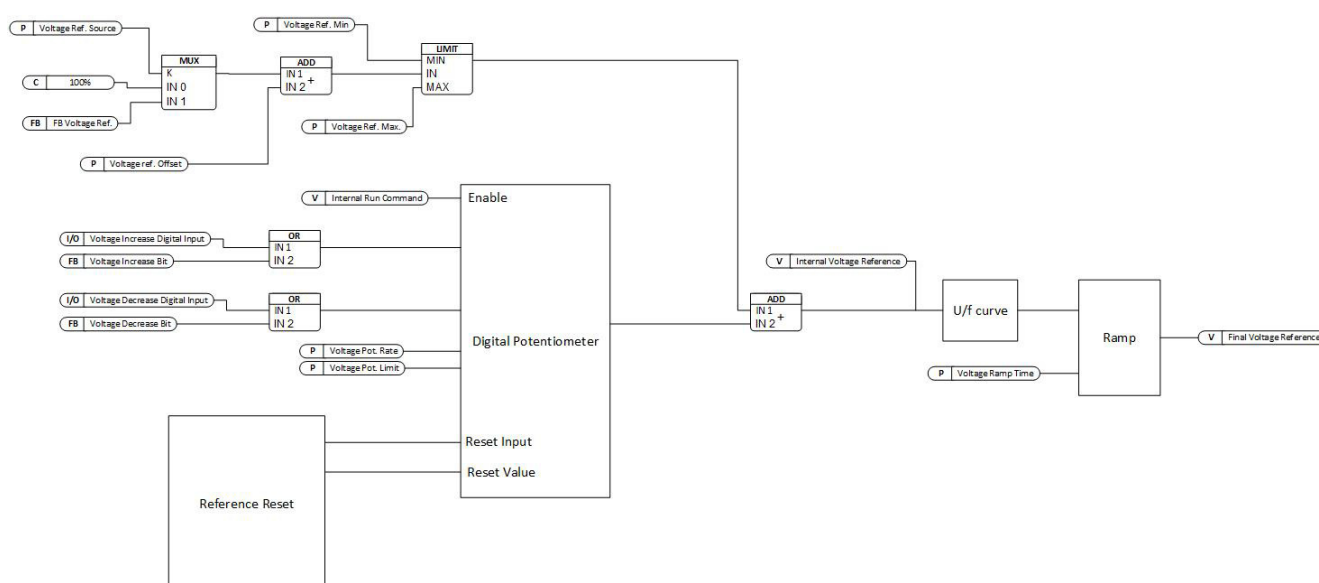 P Voltage Ref. Source
P Voltage Ref. Min
MUX
K
IN 0
IN 1
C 100%
FB FB Voltage Ref.
ADD
IN 1
IN 2 +
LIMIT
MIN
IN
MAX
P Voltage Ref. Max.
P Voltage ref. Offset
V Internal Run Command
Enable
I/O Voltage Increase Digital Input
FB Voltage Increase Bit
OR
IN 1
IN 2
I/O Voltage Decrease Digital Input
FB Voltage Decrease Bit
OR
IN 1
IN 2
P Voltage Pot. Rate
P Voltage Pot. Limit
Digital Potentiometer
Reset Input
Reset Value
Reference Reset
V Internal Voltage Reference
ADD
IN 1
IN 2 +
U/f curve
P Voltage Ramp Time
Ramp
V Final Voltage Reference